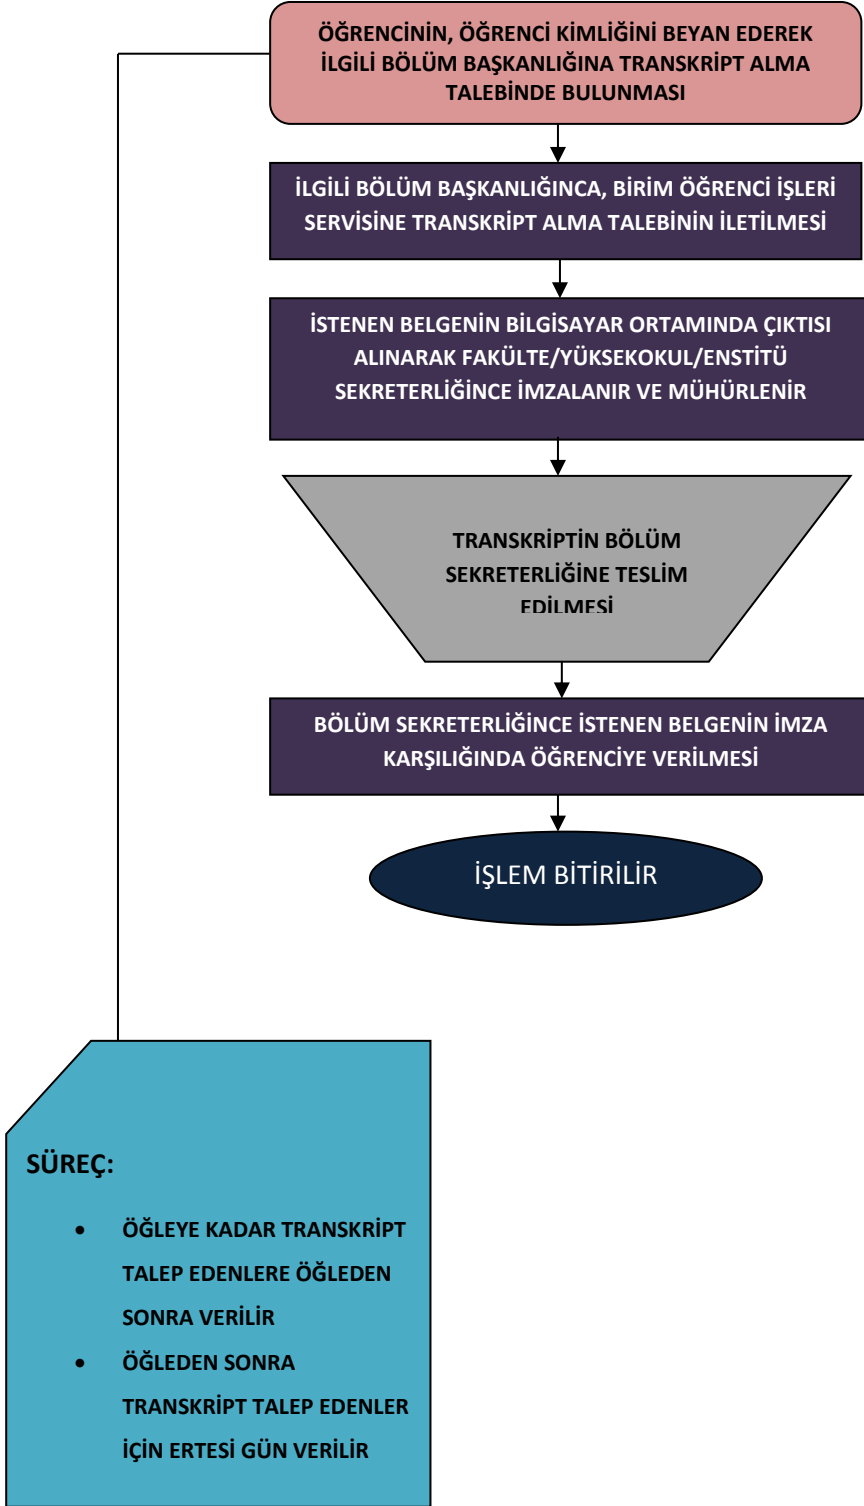 ÖĞRENCİNİN, ÖĞRENCİ KİMLİĞİNİ BEYAN EDEREK
İLGİLİ BÖLÜM BAŞKANLIĞINA TRANSKRİPT ALMA
TALEBİNDE BULUNMASI
İLGİLİ BÖLÜM BAŞKANLIĞINCA, BİRİM ÖĞRENCİ İŞLERİ
SERVİSİNE TRANSKRİPT ALMA TALEBİNİN İLETİLMESİ
İSTENEN BELGENİN BİLGİSAYAR ORTAMINDA ÇIKTISI
ALINARAK FAKÜLTE/YÜKSEKOKUL/ENSTİTÜ
SEKRETERLİĞİNCE İMZALANIR VE MÜHÜRLENİR
TRANSKRİPTİN BÖLÜM
SEKRETERLİĞİNE TESLİM
EDİLMESİ
BÖLÜM SEKRETERLİĞİNCE İSTENEN BELGENİN İMZA
KARŞILIĞINDA ÖĞRENCİYE VERİLMESİ
İŞLEM BİTİRİLİR
SÜREÇ:
• ÖĞLEYE KADAR TRANSKRİPT
TALEP EDENLERE ÖĞLEDEN
SONRA VERİLİR
• ÖĞLEDEN SONRA
TRANSKRİPT TALEP EDENLER
İÇİN ERTESİ GÜN VERİLİR